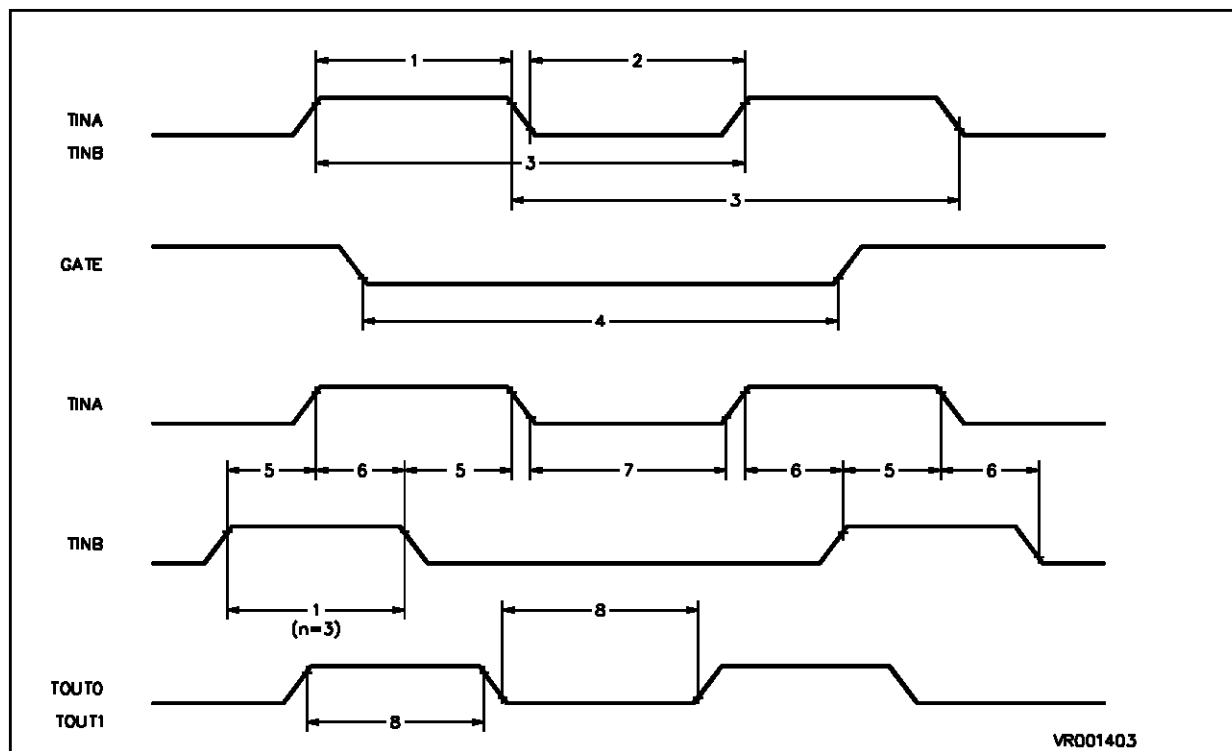 1 2
TINA
TINB
3
3
GATE
4
TINA
5 6 5 7 6 5 6
TINB
1
(n=3)
8
TOUT0
TOUT1
8
VR001403